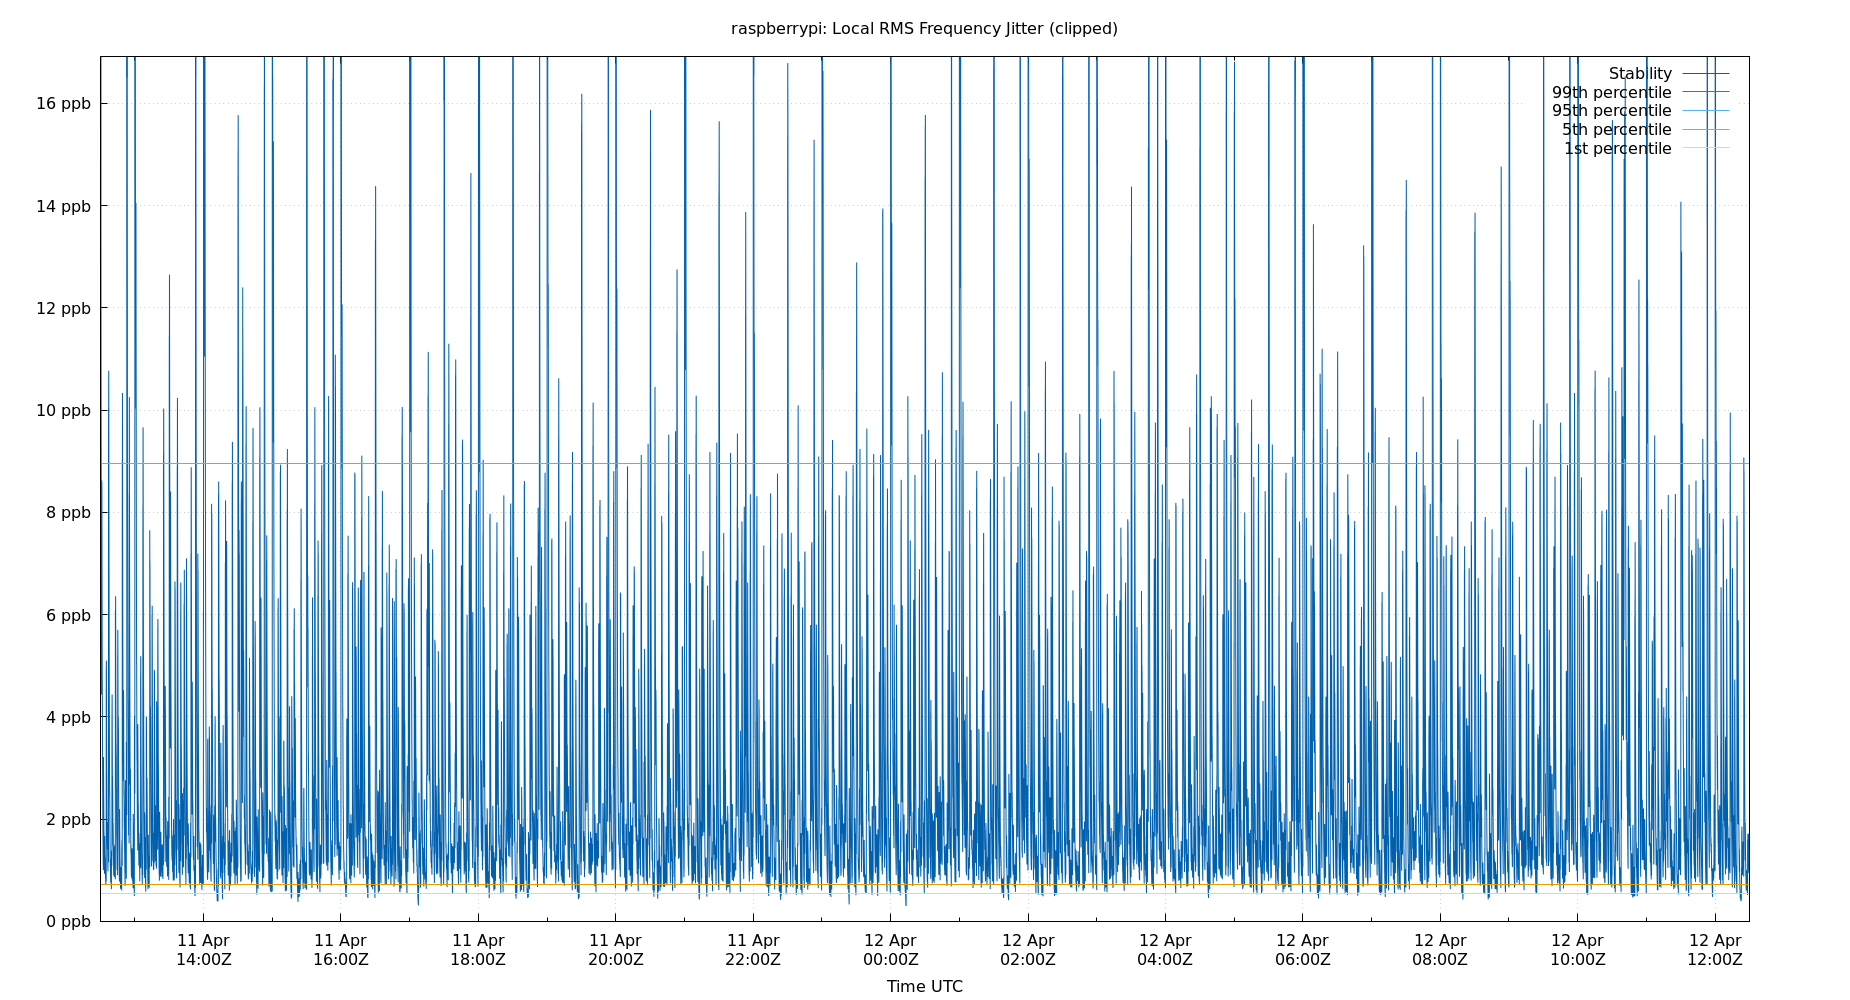 raspberrypi: Local RMS Frequency Jitter (clipped)
Stability
99th percentile
95th percentile
5th percentile
1st percentile
16 ppb
14 ppb
12 ppb
10 ppb
8 ppb
6 ppb
4 ppb
2 ppb
0 ppb
11 Apr 11 Apr 11 Apr 11 Apr 11 Apr 12 Apr 12 Apr 12 Apr 12 Apr 12 Apr 12 Apr 12 Apr
14:00Z 16:00Z 18:00Z 20:00Z 22:00Z 00:00Z 02:00Z 04:00Z 06:00Z 08:00Z 10:00Z 12:00Z
Time UTC